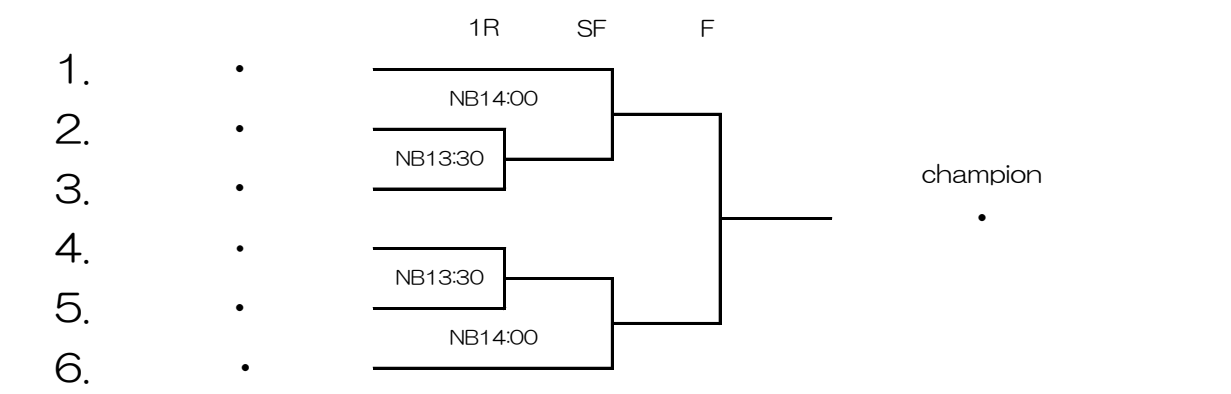 1R SF F
1. ・
NB14:00
2. ・
NB13:30
3. ・
champion
・
4. ・
NB13:30
5. ・
NB14:00
6. ・